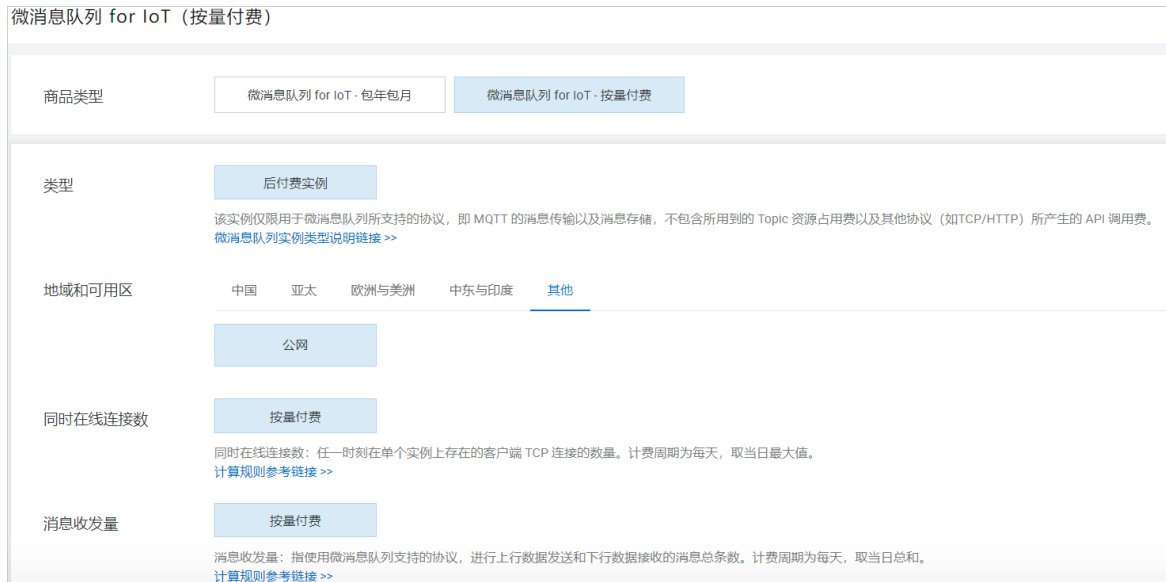 微消息队列 for IoT（按量付费）
商品类型
微消息队列 for IoT - 包年包月
微消息队列 for IoT - 按量付费
类型
后付费实例
该实例仅限用于微消息队列所支持的协议，即 MQTT 的消息传输以及消息存储，不包含所用到的 Topic 资源占用费以及其他协议（如TCP/HTTP）所产生的 API 调用费。
微消息队列实例类型说明链接 >>
地域和可用区
中国 亚太 欧洲与美洲 中东与印度 其他
公网
同时在线连接数
按量付费
同时在线连接数：任一时刻在单个实例上存在的客户端 TCP 连接的数量。计费周期为每天，取当日最大值。
计算规则参考链接 >>
消息收发量
按量付费
消息收发量：指使用微消息队列支持的协议，进行上行数据发送和下行数据接收的消息总条数。计费周期为每天，取当日总和。
计算规则参考链接 >>